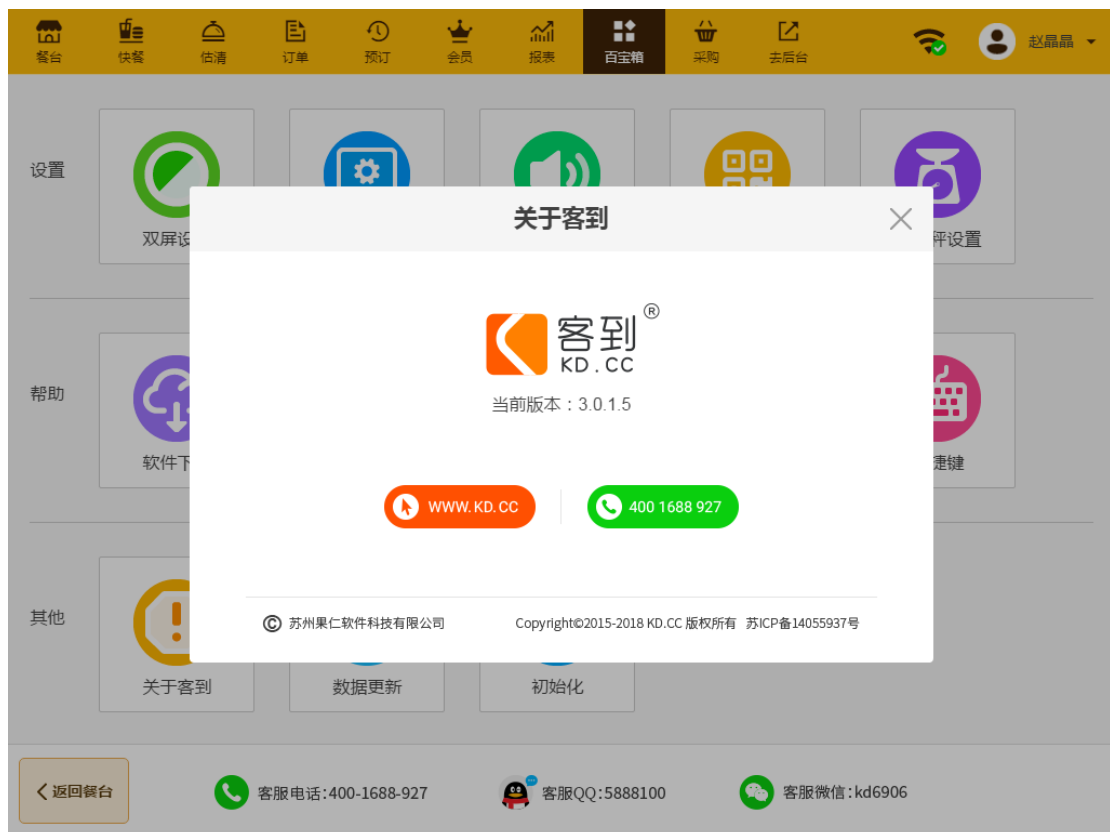 餐台 快餐 估清 订单 预订 会员 报表 百宝箱 采购 去后台 赵晶晶
设置
双屏设
秤设置
关于客到
客到®
KD.CC
当前版本：3.0.1.5
帮助
软件下
捷键
WWW.KD.CC
400 1688 927
其他
© 苏州果仁软件科技有限公司 Copyright©2015-2018 KD.CC 版权所有 苏ICP备14055937号
关于客到 数据更新 初始化
返回餐台 客服电话:400-1688-927 客服QQ:5888100 客服微信:kd6906